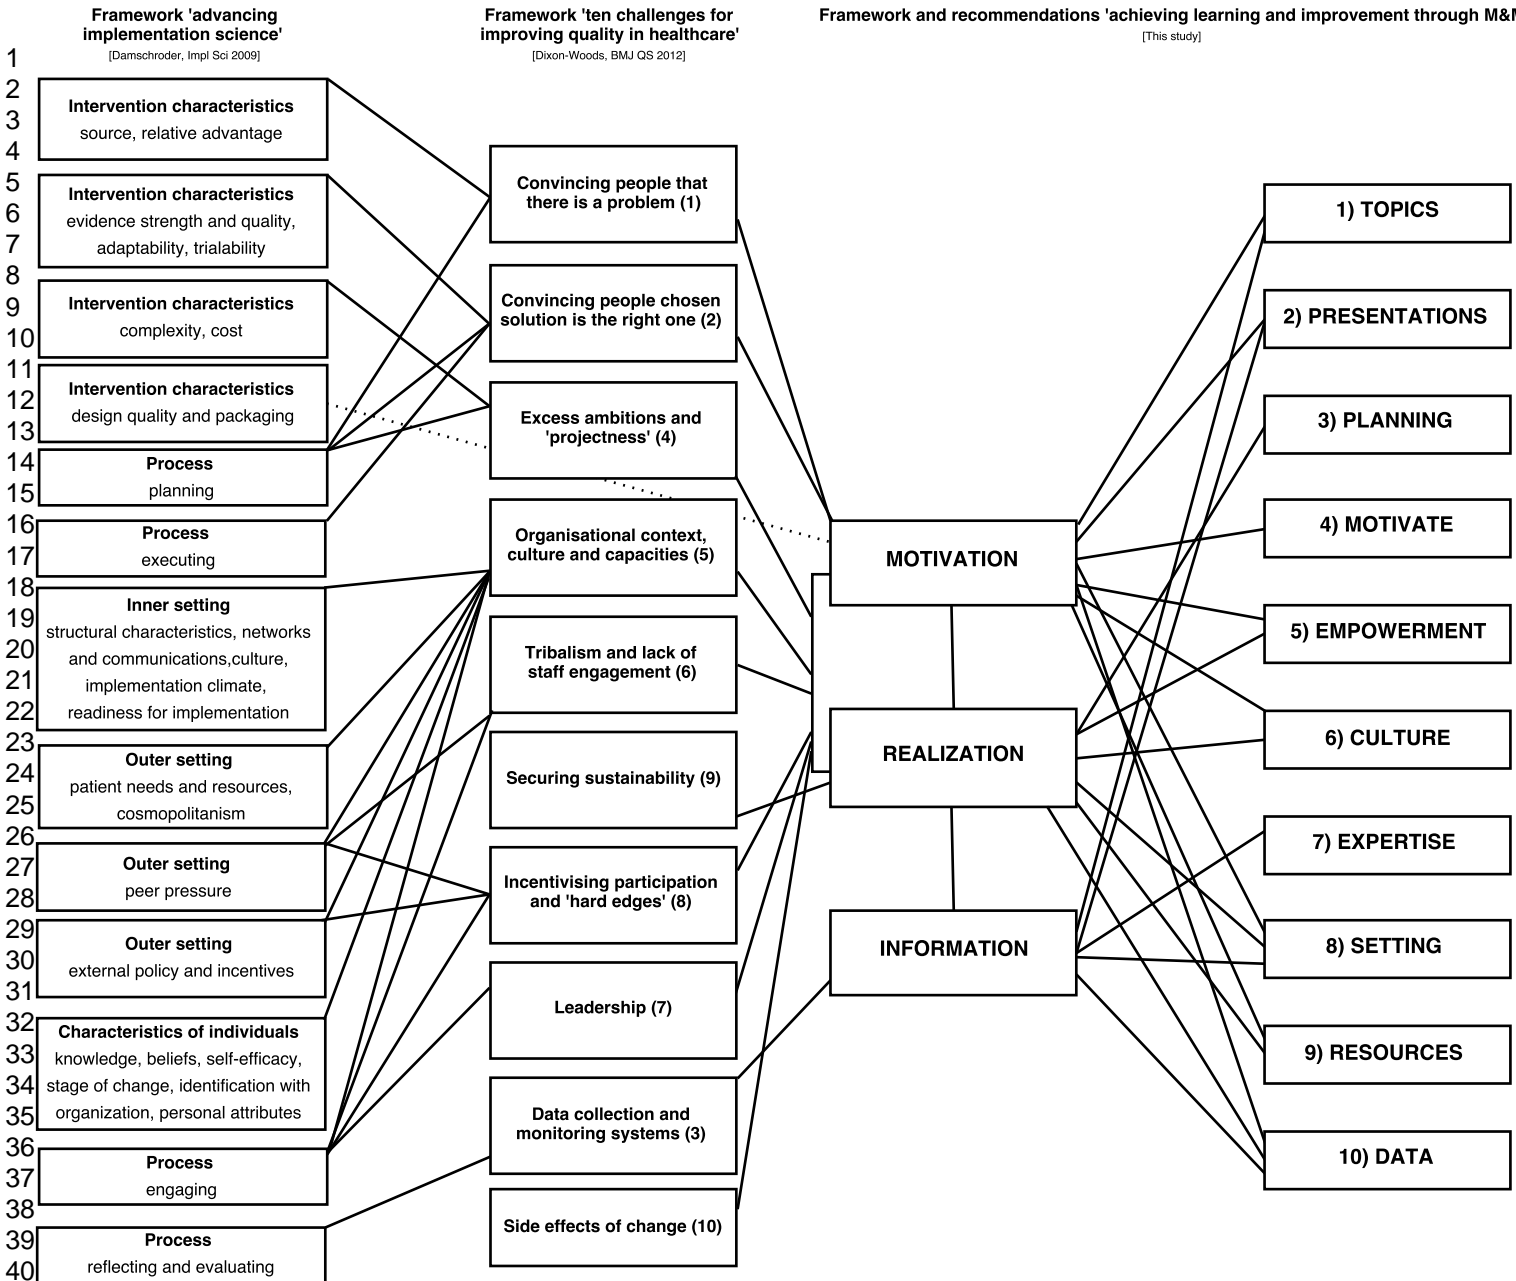 Framework 'advancing
implementation science'
[Damschroder, Impl Sci 2009]
Framework 'ten challenges for
improving quality in healthcare'
[Dixon-Woods, BMJ QS 2012]
Framework and recommendations 'achieving learning and improvement through M&M
[This study]
1
2
3
4
5
6
7
8
9
10
11
12
13
14
15
16
17
18
19
20
21
22
23
24
25
26
27
28
29
30
31
32
33
34
35
36
37
38
39
40
Intervention characteristics
source, relative advantage
Intervention characteristics
evidence strength and quality,
adaptability, trialability
Intervention characteristics
complexity, cost
Intervention characteristics
design quality and packaging
Process
planning
Process
executing
Inner setting
structural characteristics, networks
and communications,culture,
implementation climate,
readiness for implementation
Outer setting
patient needs and resources,
cosmopolitanism
Outer setting
peer pressure
Outer setting
external policy and incentives
Characteristics of individuals
knowledge, beliefs, self-efficacy,
stage of change, identification with
organization, personal attributes
Process
engaging
Process
reflecting and evaluating
Convincing people that
there is a problem (1)
Convincing people chosen
solution is the right one (2)
Excess ambitions and
'projectness' (4)
Organisational context,
culture and capacities (5)
Tribalism and lack of
staff engagement (6)
Securing sustainability (9)
Incentivising participation
and 'hard edges' (8)
Leadership (7)
Data collection and
monitoring systems (3)
Side effects of change (10)
MOTIVATION
REALIZATION
INFORMATION
1) TOPICS
2) PRESENTATIONS
3) PLANNING
4) MOTIVATE
5) EMPOWERMENT
6) CULTURE
7) EXPERTISE
8) SETTING
9) RESOURCES
10) DATA